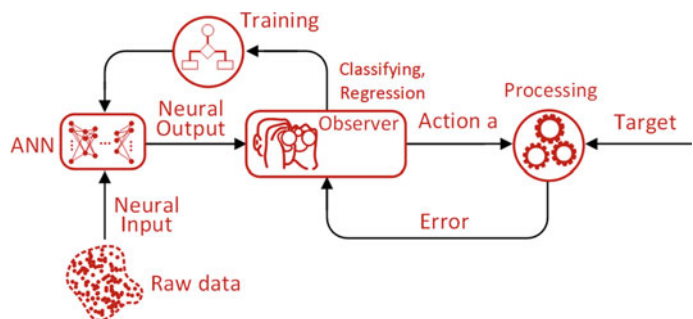 Training
Classifying,
Regression
Processing
ANN
Neural
Output
Observer
Action a
Target
Neural
Input
Error
Raw data